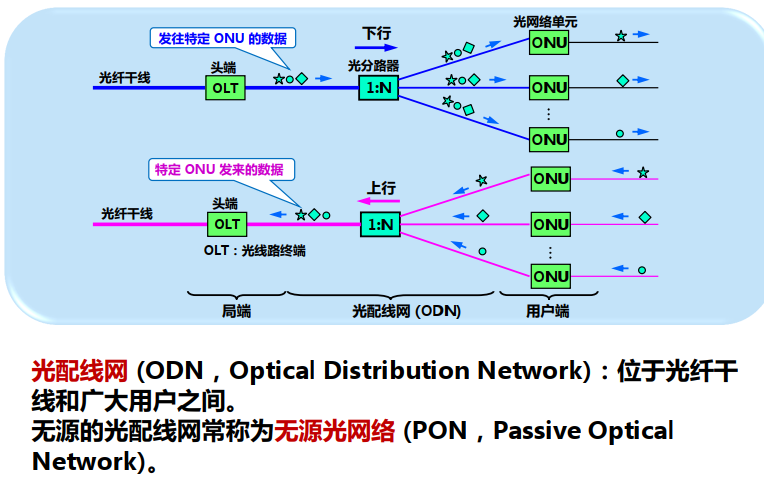 发往特定 ONU 的数据
下行
光网络单元
ONU
头端
光分路器
光纤干线
OLT
1:N
ONU
⋮
ONU
特定 ONU 发来的数据
上行
ONU
头端
光纤干线
OLT
1:N
ONU
OLT：光线路终端
⋮
ONU
局端
光配线网 (ODN)
用户端
光配线网 (ODN，Optical Distribution Network)：位于光纤干
线和广大用户之间。
无源的光配线网常称为无源光网络 (PON，Passive Optical
Network)。